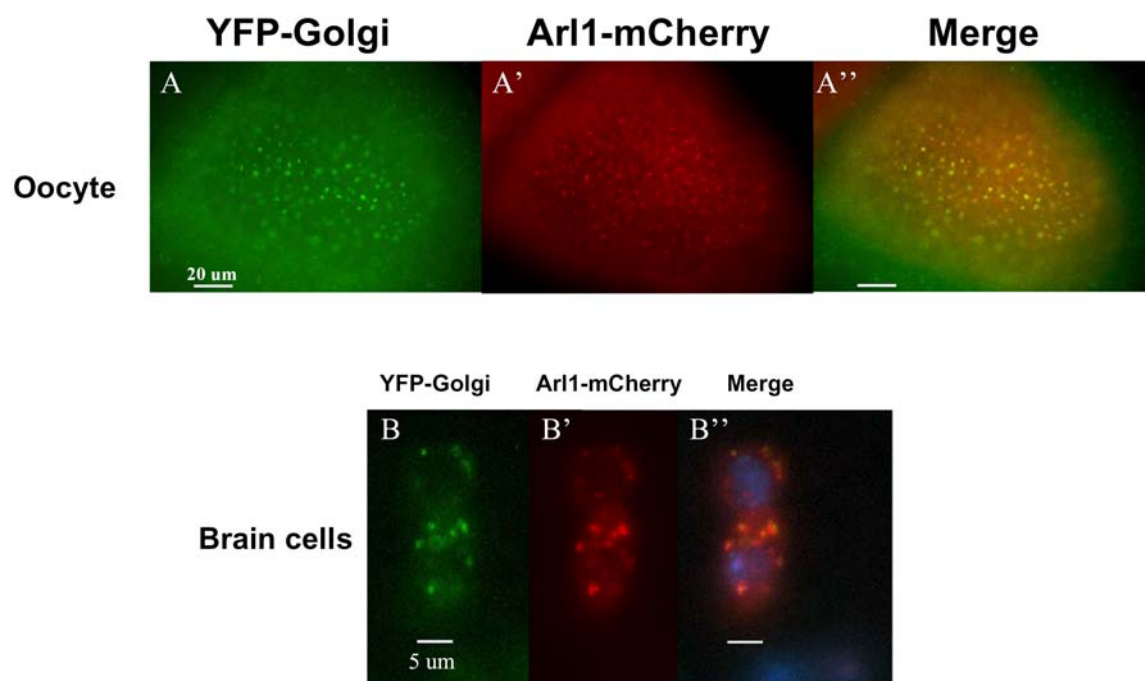 YFP-Golgi Arl1-mCherry Merge
A A’ A’’
Oocyte
20 um
YFP-Golgi Arl1-mCherry Merge
B B’ B’’
Brain cells
5 um